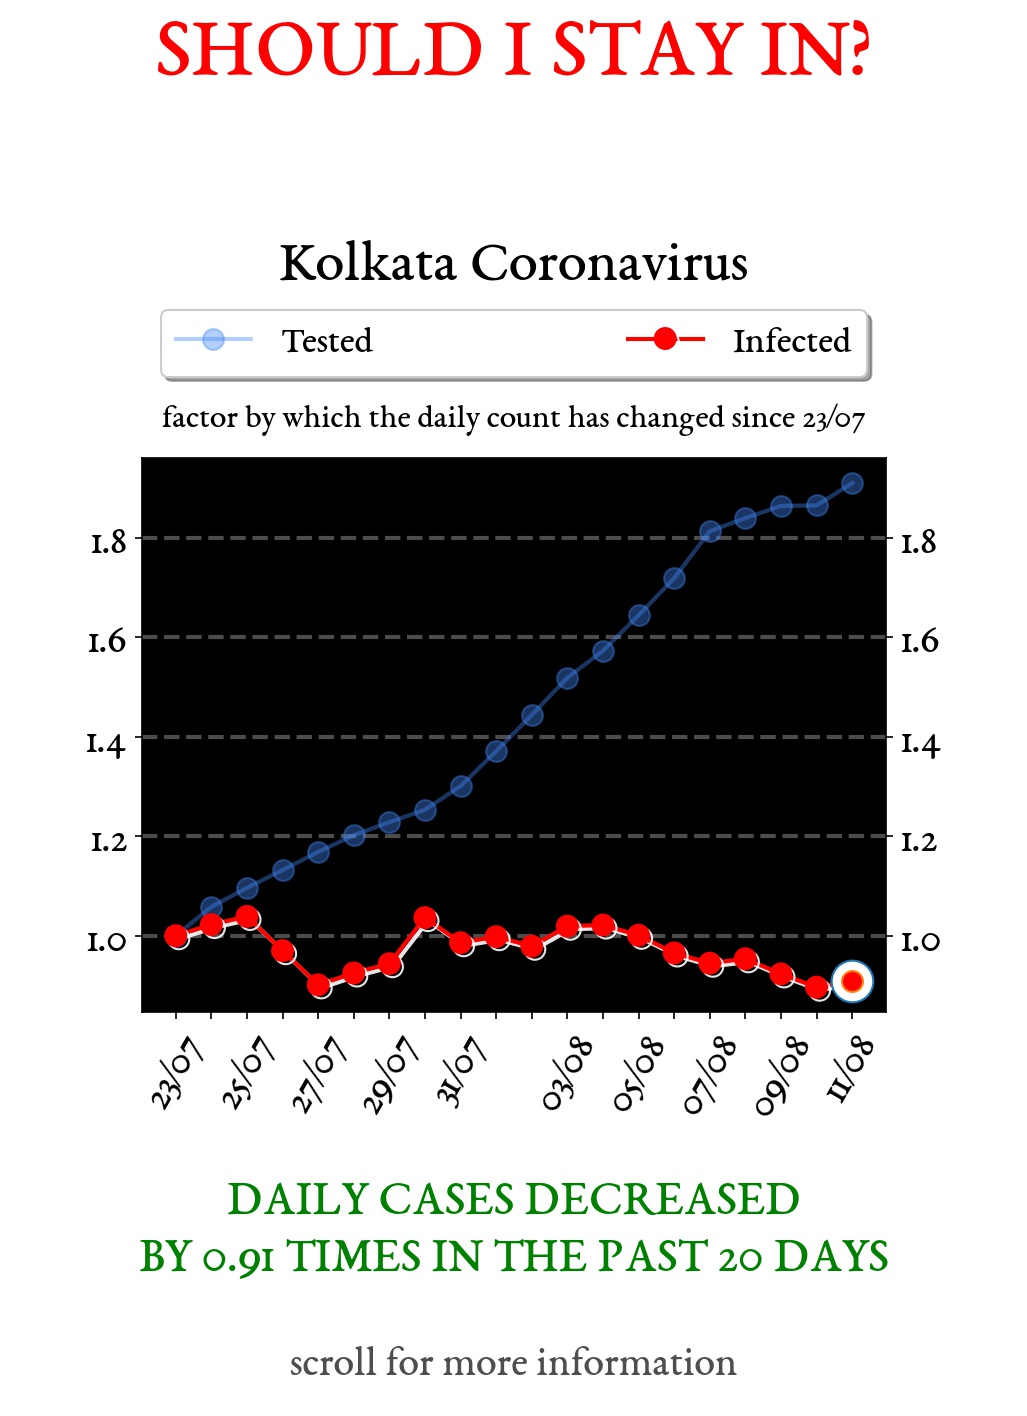 SHOULD I STAY IN?
Kolkata Coronavirus
Tested Infected
factor by which the daily count has changed since 23/07
1.8 1.8
1.6 1.6
1.4 1.4
1.2 1.2
1.0 1.0
23/07 25/07 27/07 29/07 31/07 03/08 05/08 07/08 09/08 11/08
DAILY CASES DECREASED
BY 0.91 TIMES IN THE PAST 20 DAYS
scroll for more information